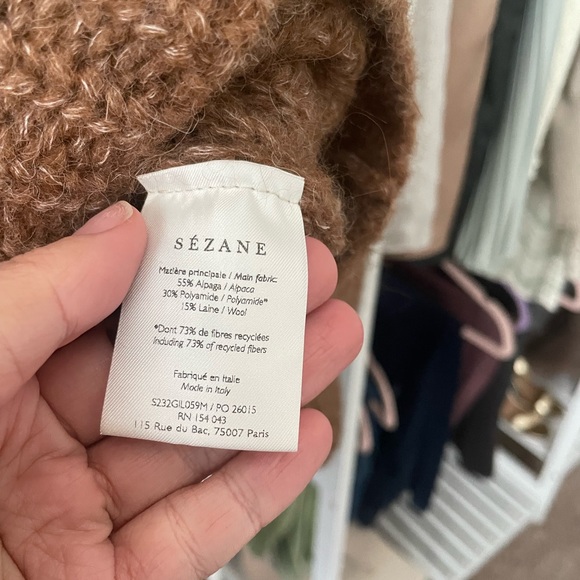 SÉZANE
Matière principale / Main fabric:
55% Alpaga / Alpaca
30% Polyamide / Polyamide*
15% Laine / Wool
*Dont 73% de fibres recyclées
Including 73% of recycled fibers
Fabriqué en Italie
Made in Italy
S232GIL059M / PO 26015
RN 154 043
115 Rue du Bac, 75007 Paris